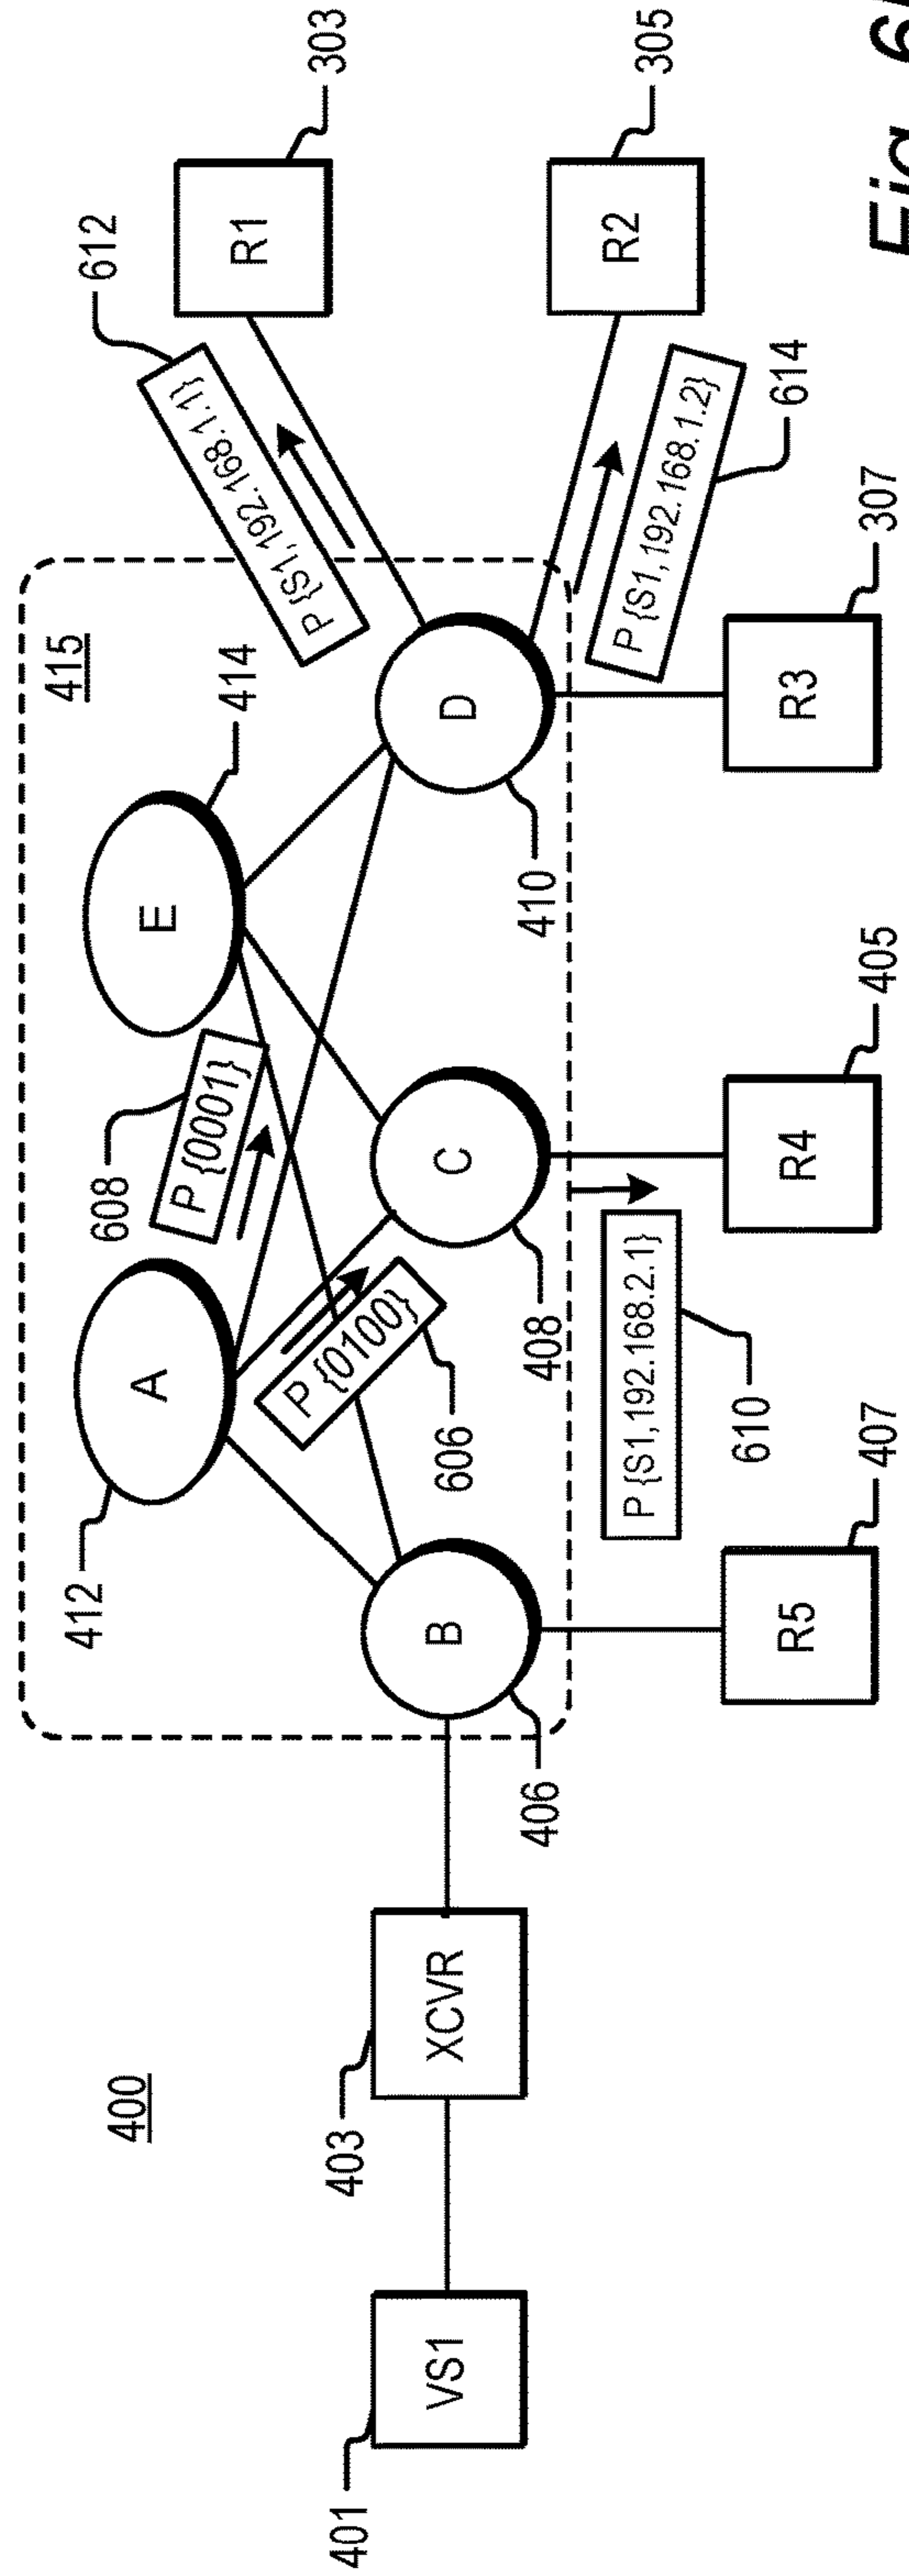 400
415
412
A
608
P {0001}
E
414
612
P {S1,192.168.1.1}
R1
303
401
VS1
403
XCVR
406
B
P {0100}
606
408
C
410
D
R2
305
P {S1,192.168.1.2}
614
P {S1,192.168.2.1}
610
R5
407
R4
405
R3
307